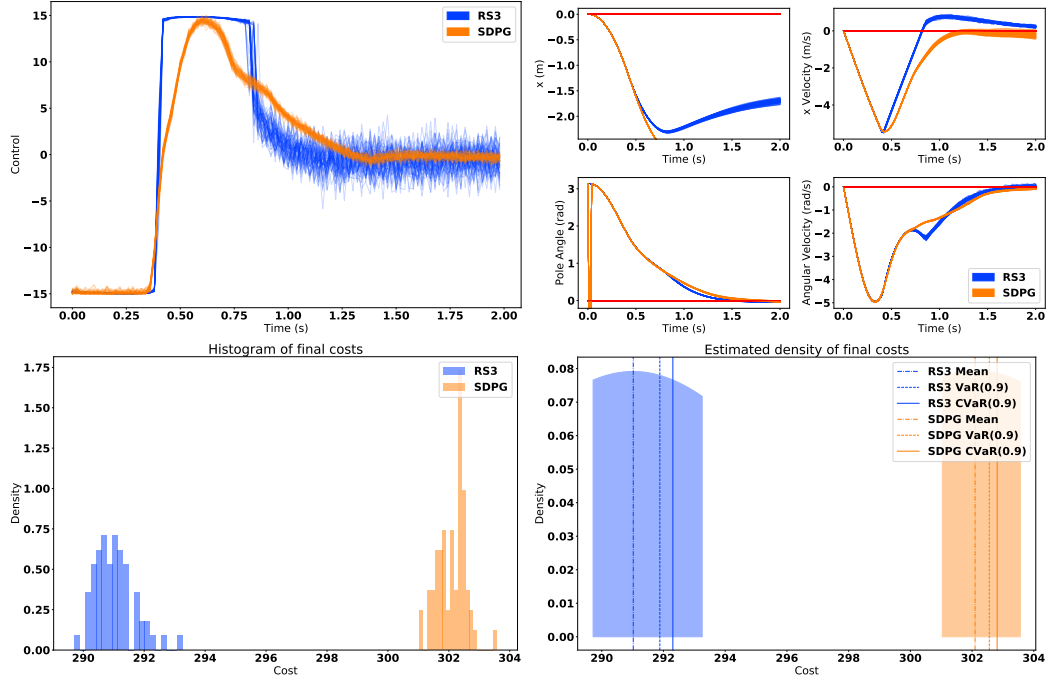 RS3
SDPG
Control
15
10
5
0
−5
−10
−15
0.00 0.25 0.50 0.75 1.00 1.25 1.50 1.75 2.00
Time (s)
x (m)
0.0
−0.5
−1.0
−1.5
−2.0
0.0 0.5 1.0 1.5 2.0
Time (s)
x Velocity (m/s)
0
−2
−4
0.0 0.5 1.0 1.5 2.0
Time (s)
Pole Angle (rad)
3
2
1
0
0.0 0.5 1.0 1.5 2.0
Time (s)
Angular Velocity (rad/s)
0
−1
−2
−3
−4
−5
RS3
SDPG
0.0 0.5 1.0 1.5 2.0
Time (s)
Histogram of final costs
RS3
SDPG
Density
1.75
1.50
1.25
1.00
0.75
0.50
0.25
0.00
290 292 294 296 298 300 302 304
Cost
Estimated density of final costs
RS3 Mean
RS3 VaR(0.9)
RS3 CVaR(0.9)
SDPG Mean
SDPG VaR(0.9)
SDPG CVaR(0.9)
Density
0.08
0.07
0.06
0.05
0.04
0.03
0.02
0.01
0.00
290 292 294 296 298 300 302 304
Cost